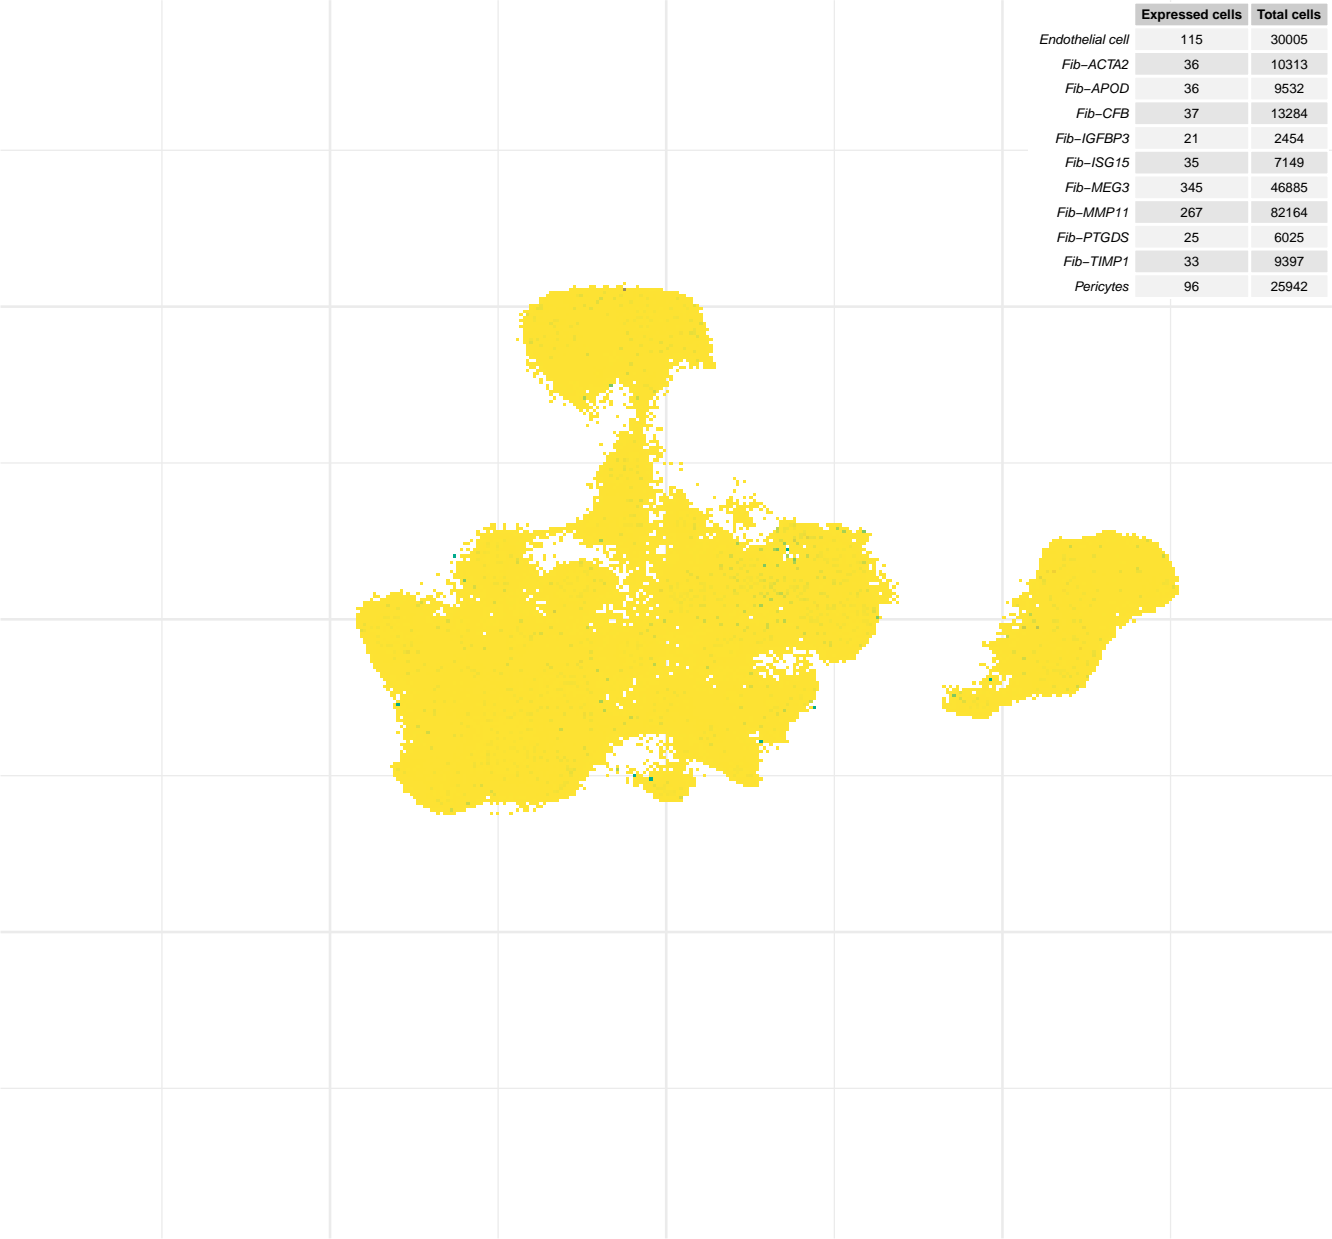 Expressed cells Total cells
Endothelial cell 115 30005
Fib−ACTA2 36 10313
Fib−APOD 36 9532
Fib−CFB 37 13284
Fib−IGFBP3 21 2454
Fib−ISG15 35 7149
Fib−MEG3 345 46885
Fib−MMP11 267 82164
Fib−PTGDS 25 6025
Fib−TIMP1 33 9397
Pericytes 96 25942